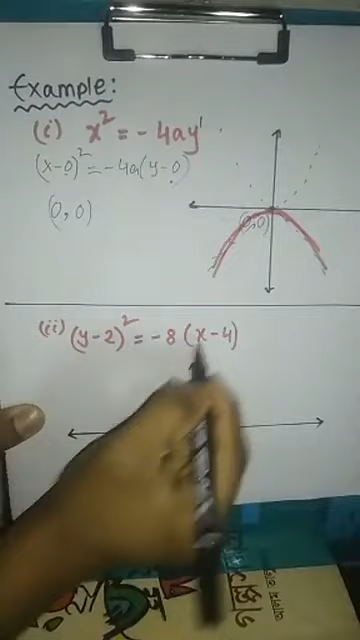 Example:
(i) x² = -4ay
(x-0)² = -4a(y-0)
(0,0)
(0,0)
(ii) (y-2)² = -8 (x-4)